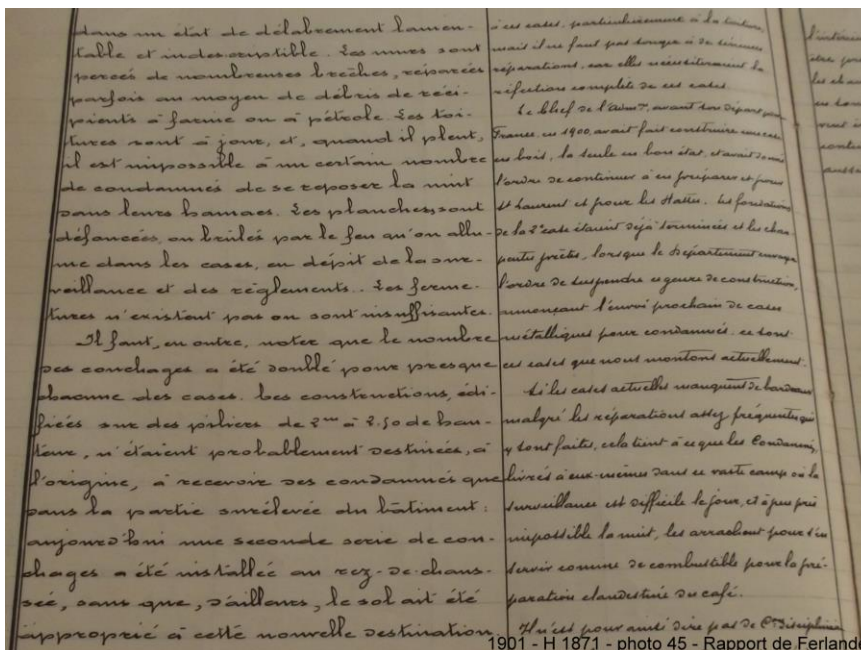 dans un état de délabrement lamen-
table et indescriptible. Les murs sont
percés de nombreuses brèches, réparées
parfois au moyen de débris de réci-
pients à farine ou à pétrole. Les toi-
tures sont à jour, et, quand il pleut,
il est impossible à un certain nombre
de condamnés de se reposer la nuit
dans leurs hamacs. Les planches, sont
défoncées, ou brûlés par le feu qu'on allu-
me dans les cases, en dépit de la sur-
veillance et des règlements. Les ferme-
tures n'existent pas ou sont insuffisantes.
Il faut, en outre, noter que le nombre
des couchages a été doublé pour presque
chacune des cases. Les constructions, édi-
fiées sur des piliers de 2m à 2.50 de hau-
teur, n'étaient probablement destinées, à
l'origine, à recevoir des condamnés que
dans la partie surélevée du bâtiment:
aujourd'hui une seconde serie de cou-
chages a été installée au rez-de-chaus-
sée, sans que, d'ailleurs, le sol ait été
approprié à cette nouvelle destination.
à ces cases, particulièrement à la toiture,
mais il ne faut pas songer à de
réparations, car elles nécessiteraient la
réfection complète de ces cases.
Le Chef de l'Admon, avant son départ pour
France en 1900, avait fait construire une case
en bois, la seule en bon état, et avait donné
l'ordre de continuer à en préparer et pour
St Laurent et pour les Hattes. Les fondations
de la 2e case étaient déjà terminées et les char-
pentes prêtes, lorsque le Département envoya
l'ordre de suspendre ce genre de construction,
annonçant l'envoi prochain de cases
métalliques pour condamnés. ce sont
ces cases que nous montons actuellement.
Si les cases actuelles manquent de bardeaux
malgré les réparations assez fréquentes qui
y sont faites, cela tient à ce que les Condamnés,
livrés à eux-mêmes dans ce vaste camp où la
surveillance est difficile le jour, et à peu près
impossible la nuit, les arrachent pour s'en
servir comme de combustible pour la pré-
paration clandestine du café.
Il n'est pour ainsi dire pas de Cie Discipline
1901 - H 1871 - photo 45 - Rapport de Ferlande